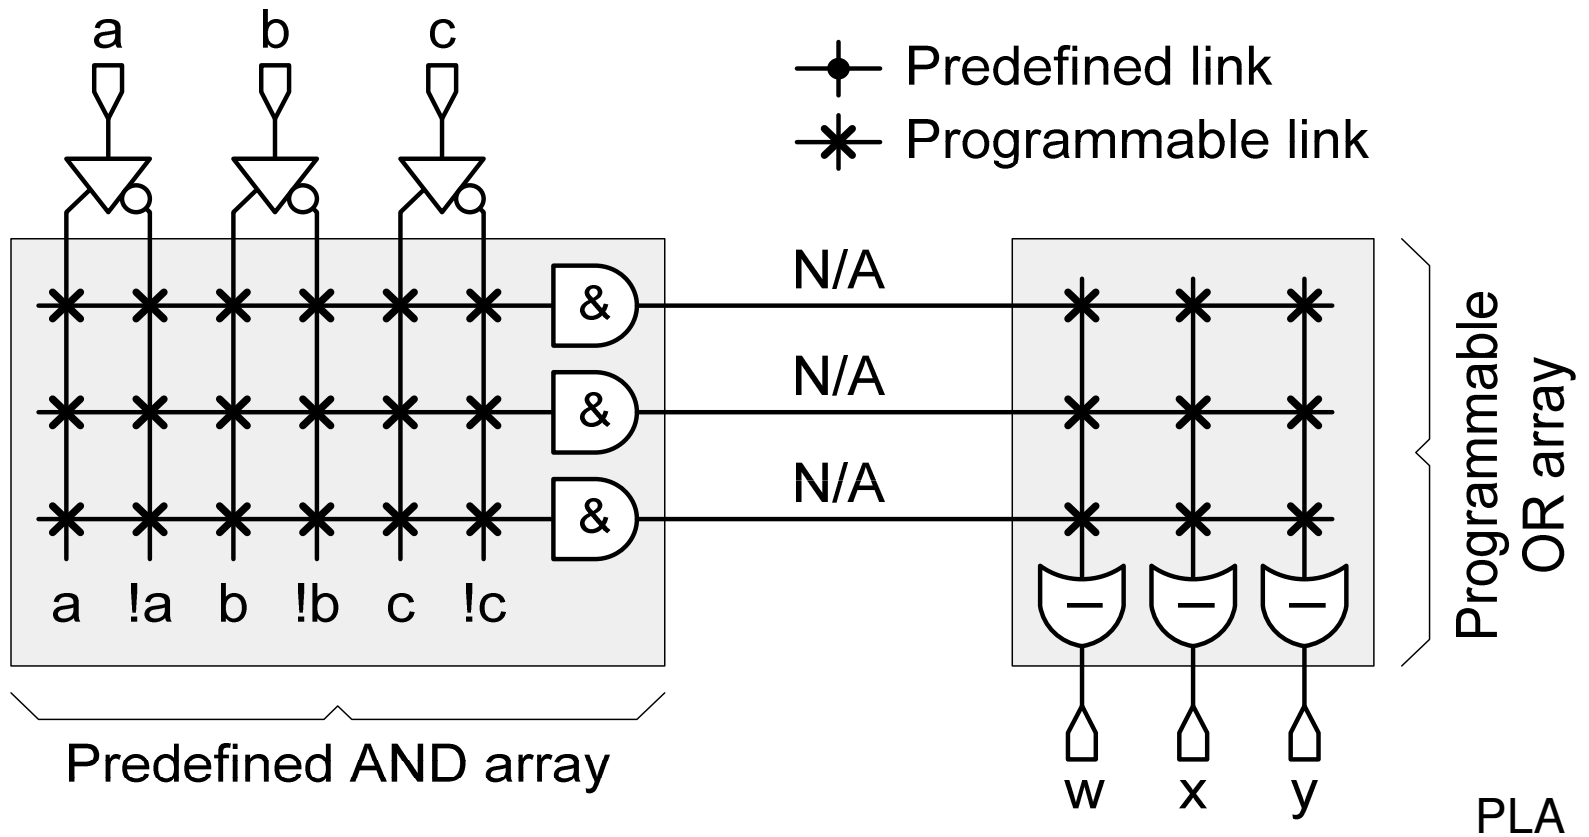 a b c
Predefined link
Programmable link
N/A
&
N/A
&
N/A
&
a !a b !b c !c
Predefined AND array
Programmable
OR array
w x y
PLA